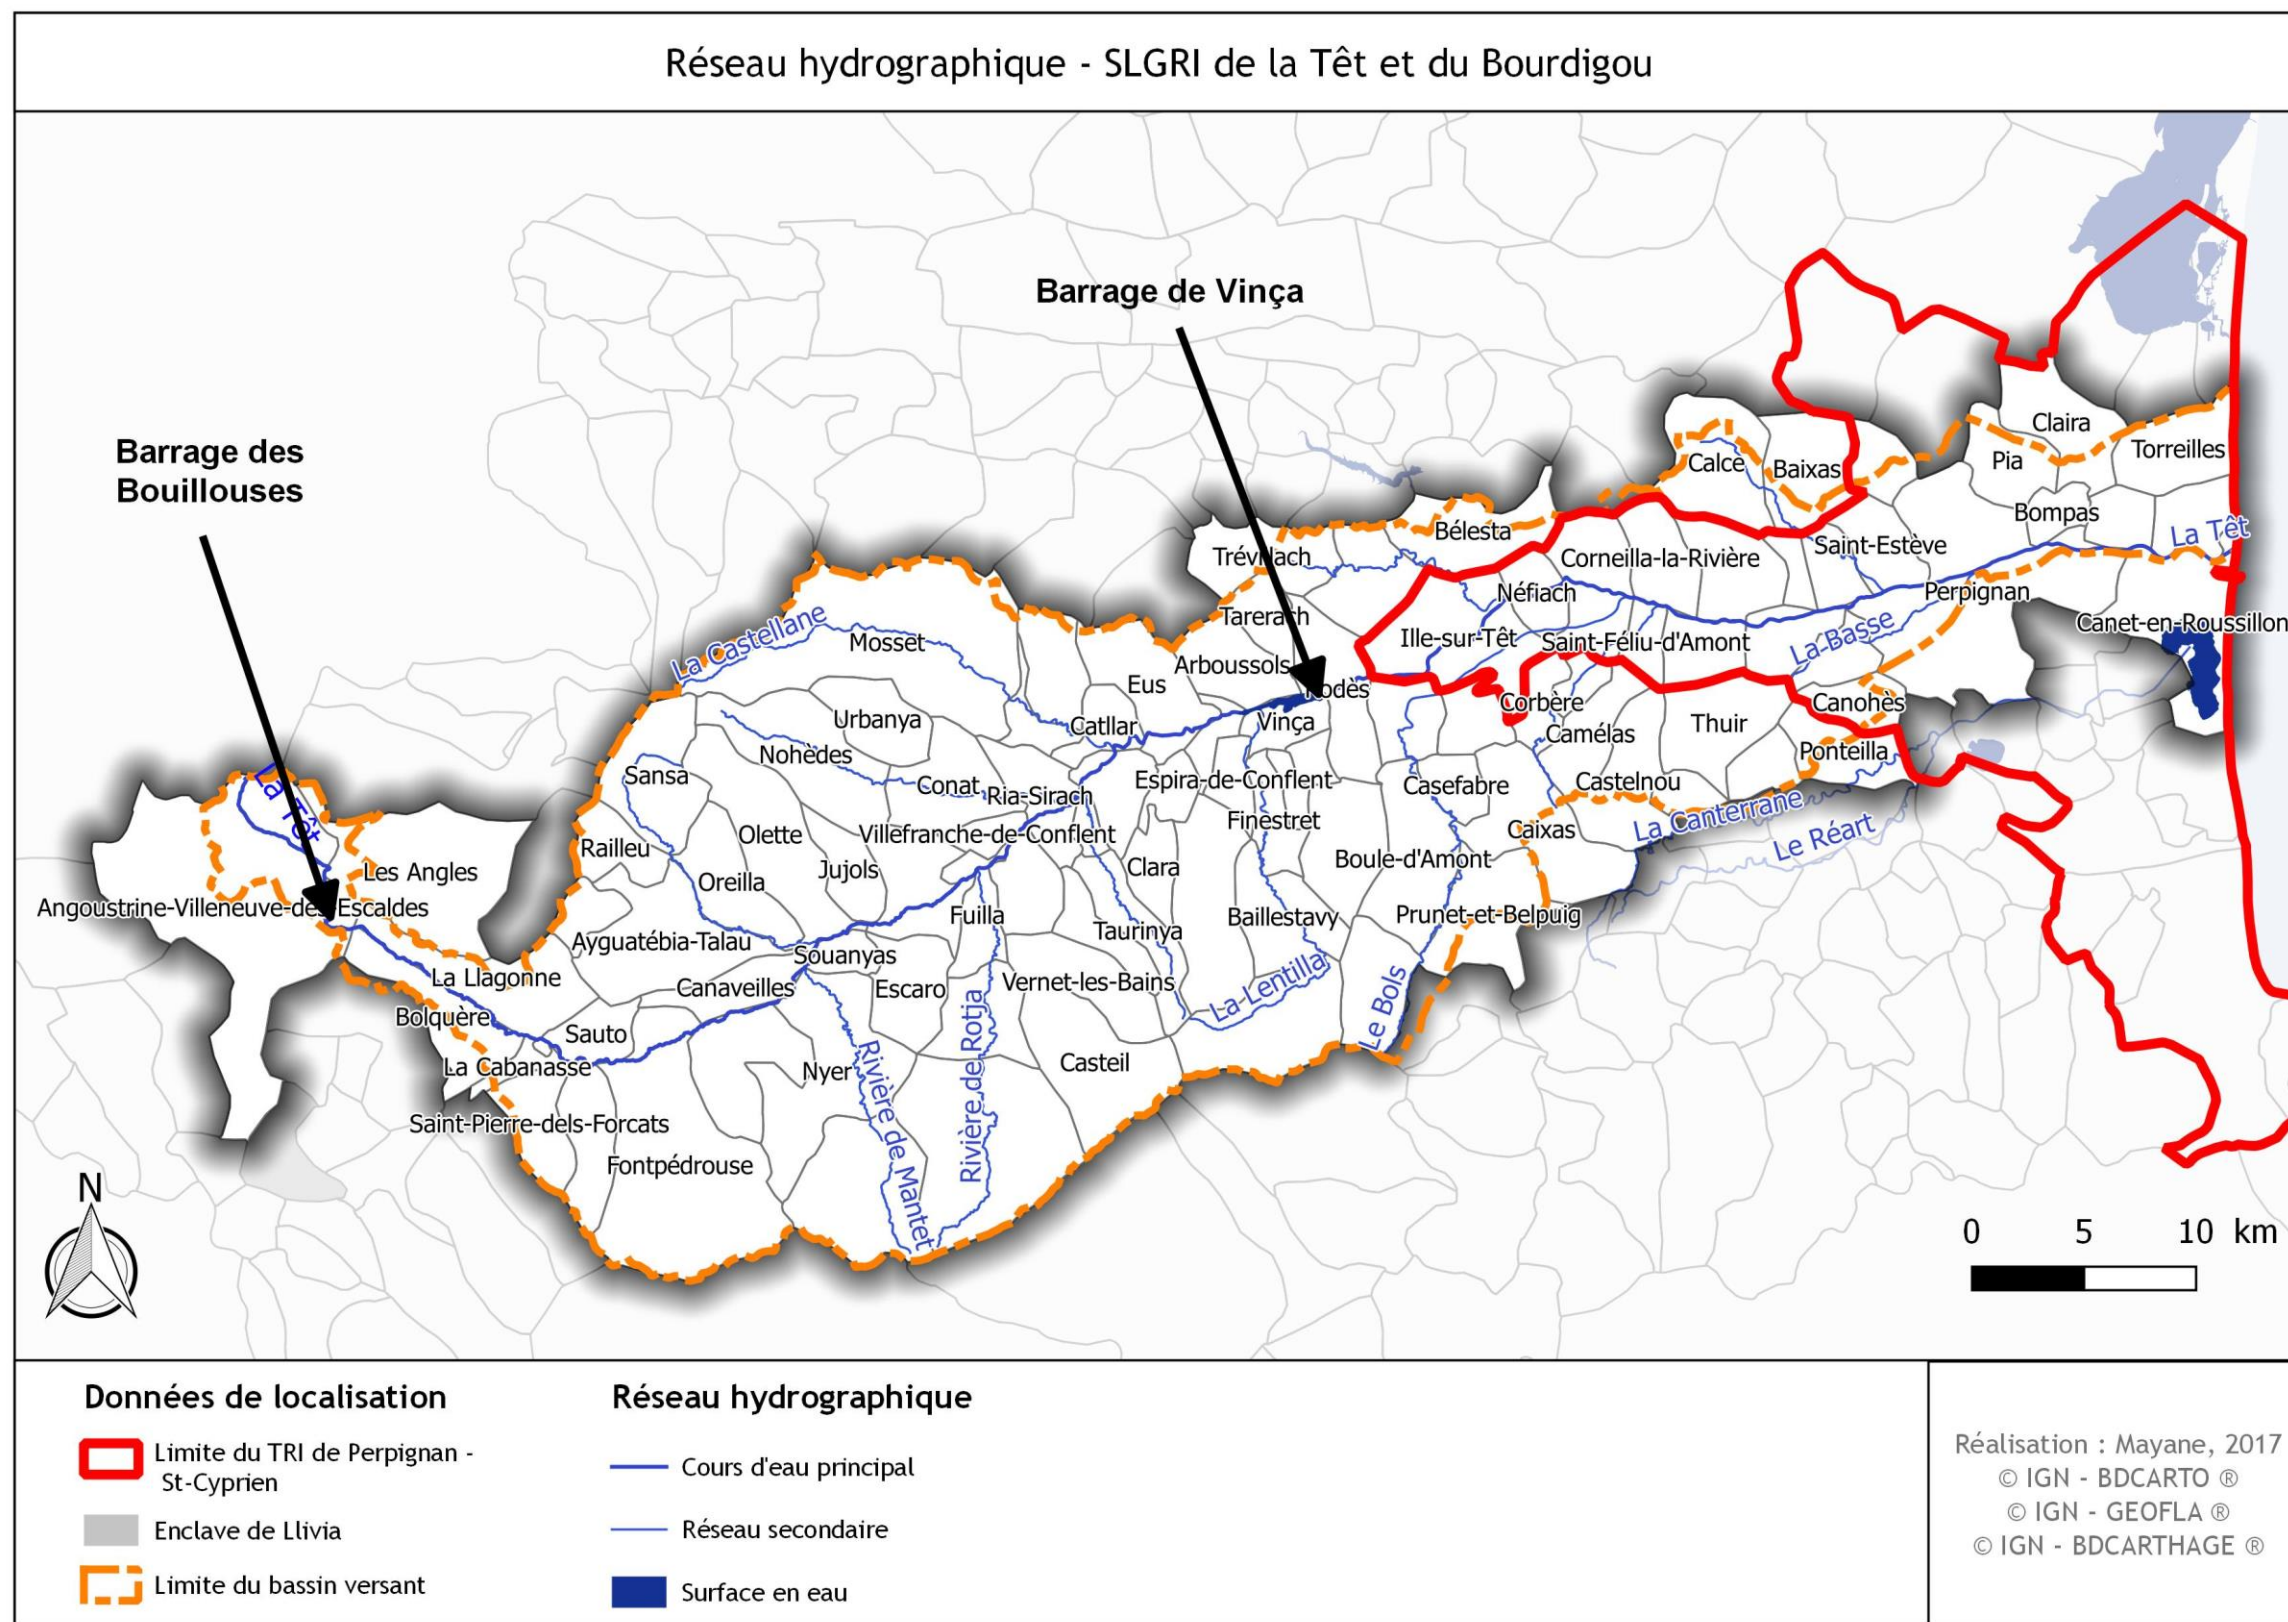 Réseau hydrographique - SLGRI de la Têt et du Bourdigou
Barrage de Vinça
Barrage des
Bouillouses
Claira
Torreilles
Pia
Calce
Baixas
Bompas
La Têt
Bélesta
Saint-Estève
Corneilla-la-Rivière
Néfiach
Perpignan
Canet-en-Roussillon
Tarerach
La Castellane
Mosset
Ille-sur-Têt
Saint-Féliu-d'Amont
La-Basse
Arboussols
Eus
Rodès
Corbère
Canohès
Urbanya
Catllar
Vinça
Camélas
Thuir
Ponteilla
Nohèdes
Sansa
La Têt
Conat
Ria-Sirach
Espira-de-Conflent
Casefabre
Castelnou
La Canterrane
Le Réart
Olette
Villefranche-de-Conflent
Finestret
Caixas
Railleu
Les Angles
Jujols
Clara
Boule-d'Amont
Oreilla
Angoustrine-Villeneuve-des-Escaldes
Fuilla
Baillestavy
Prunet-et-Belpuig
Taurinya
Ayguatébia-Talau
Souanyas
La Llagonne
Canaveilles
Escaro
Vernet-les-Bains
La-Lentilla
Le Bols
Bolquère
Sauto
La Cabanasse
Nyer
Casteil
Rivière de Mantet
Rivière de Rotja
Saint-Pierre-dels-Forcats
Fontpédrouse
N
0 5 10 km
Données de localisation
Limite du TRI de Perpignan -
St-Cyprien
Enclave de Llivia
Limite du bassin versant
Réseau hydrographique
Cours d'eau principal
Réseau secondaire
Surface en eau
Réalisation : Mayane, 2017
© IGN - BDCARTO ®
© IGN - GEOFLA ®
© IGN - BDCARTHAGE ®